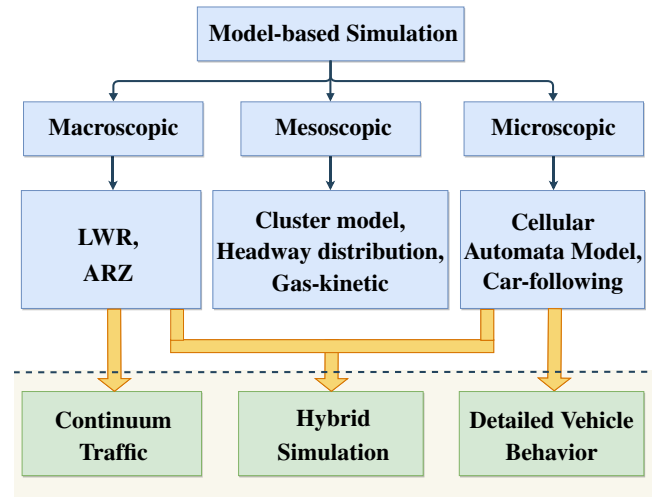 Model-based Simulation
Macroscopic
Mesoscopic
Microscopic
LWR,
ARZ
Cluster model,
Headway distribution,
Gas-kinetic
Cellular
Automata Model,
Car-following
Continuum
Traffic
Hybrid
Simulation
Detailed Vehicle
Behavior